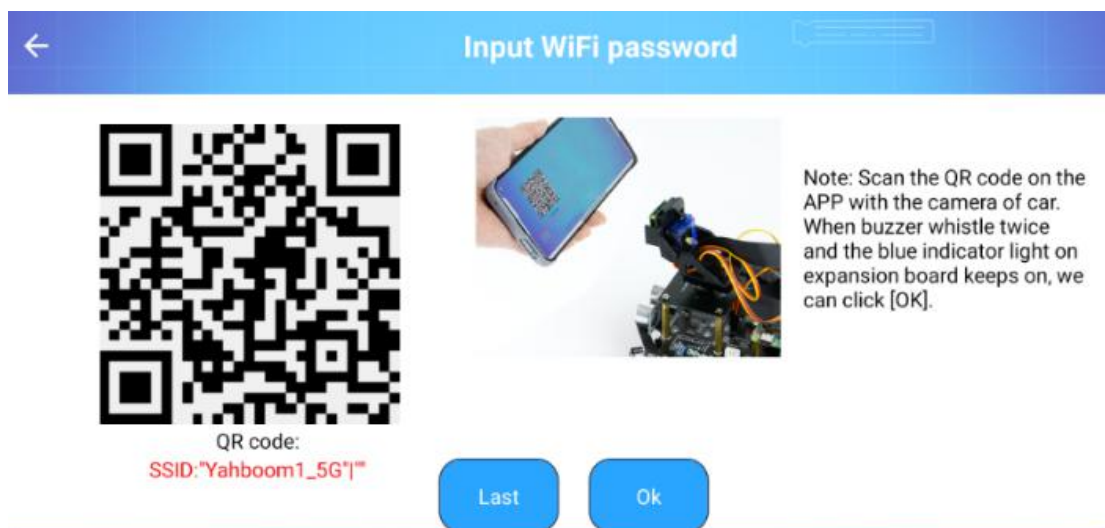 Input WiFi password
Note: Scan the QR code on the
APP with the camera of car.
When buzzer whistle twice
and the blue indicator light on
expansion board keeps on, we
can click [OK].
QR code:
SSID:"Yahboom1_5G"|""
Last
Ok